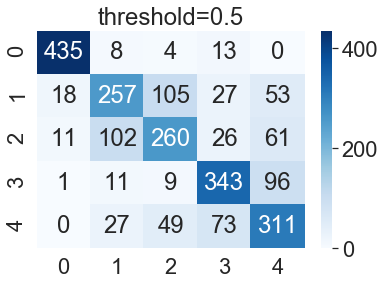 threshold=0.5
0 435 8 4 13 0
1 18 257 105 27 53
2 11 102 260 26 61
3 1 11 9 343 96
4 0 27 49 73 311
0 1 2 3 4
400
200
0